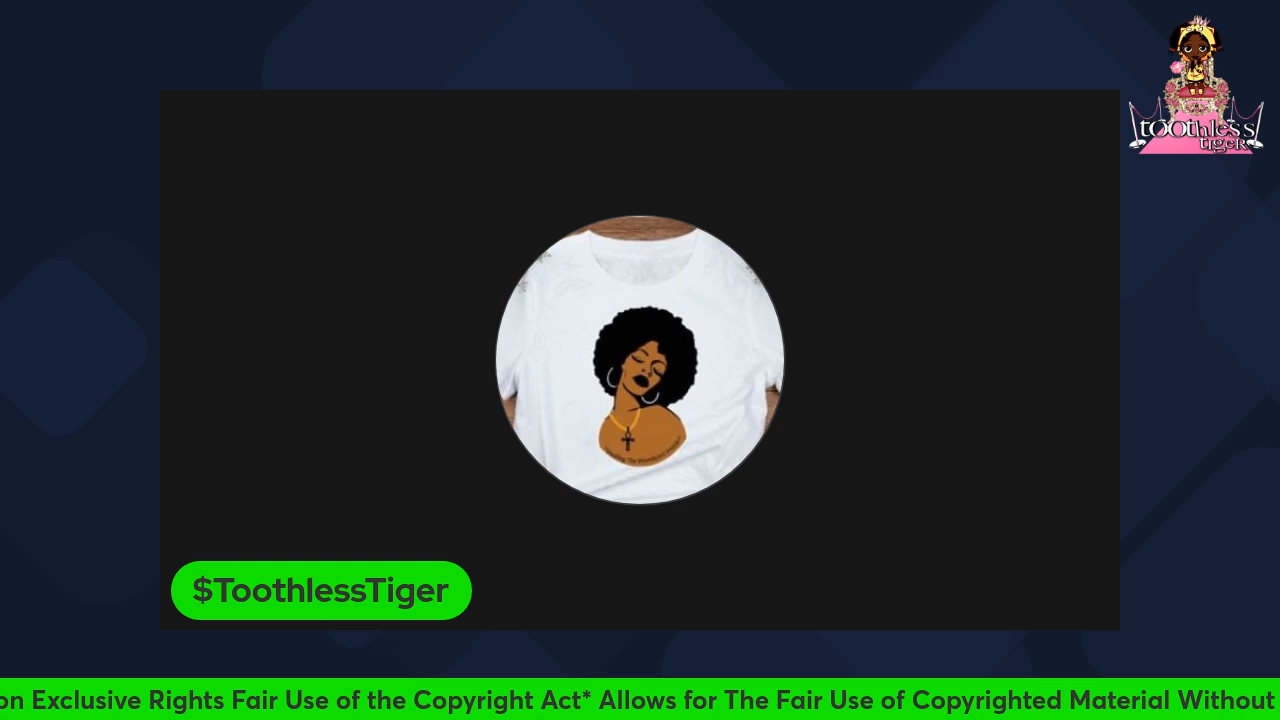 toothless
tiger
$ToothlessTiger
on Exclusive Rights Fair Use of the Copyright Act* Allows for The Fair Use of Copyrighted Material Without